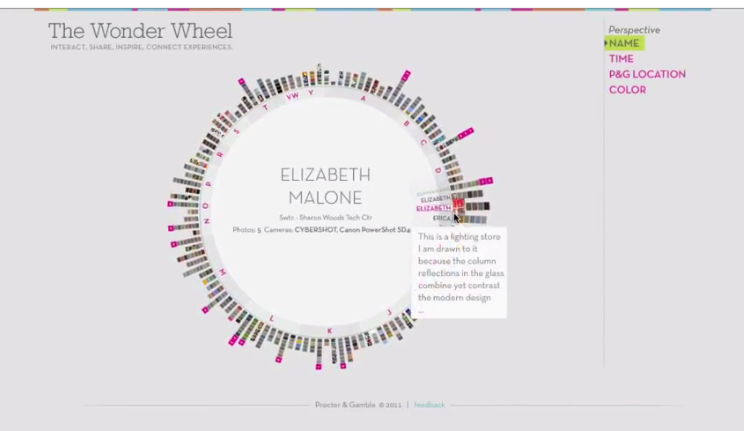 The Wonder Wheel
INTERACT, SHARE, INSPIRE, CONNECT EXPERIENCES.
Perspective
NAME
TIME
P&G LOCATION
COLOR
VW
Y
A
B
C
D
J
K
L
M
N
O
P
R
S
T
ELIZABETH
MALONE
Swtc - Sharon Woods Tech Ctr
Photos: 5 Cameras: CYBERSHOT, Canon PowerShot SD4
ELIZABETH
ELIZABETH
ERICA
This is a lighting store
I am drawn to it
because the column
reflections in the glass
combine yet contrast
the modern design
...
Procter & Gamble © 2011 | feedback